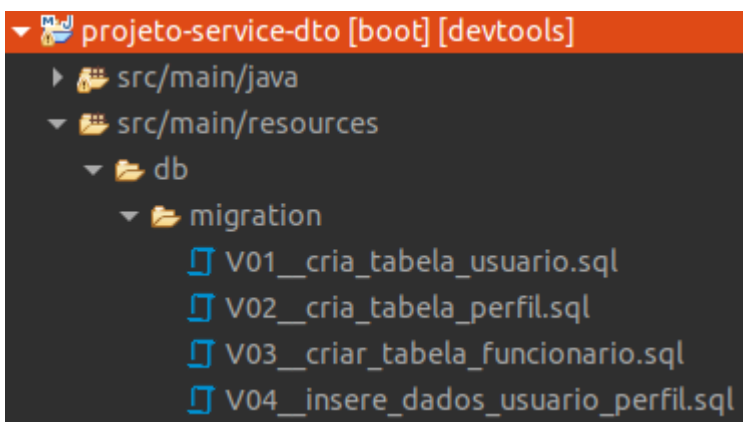 projeto-service-dto [boot] [devtools]
src/main/java
src/main/resources
db
migration
V01__cria_tabela_usuario.sql
V02__cria_tabela_perfil.sql
V03__criar_tabela_funcionario.sql
V04__insere_dados_usuario_perfil.sql